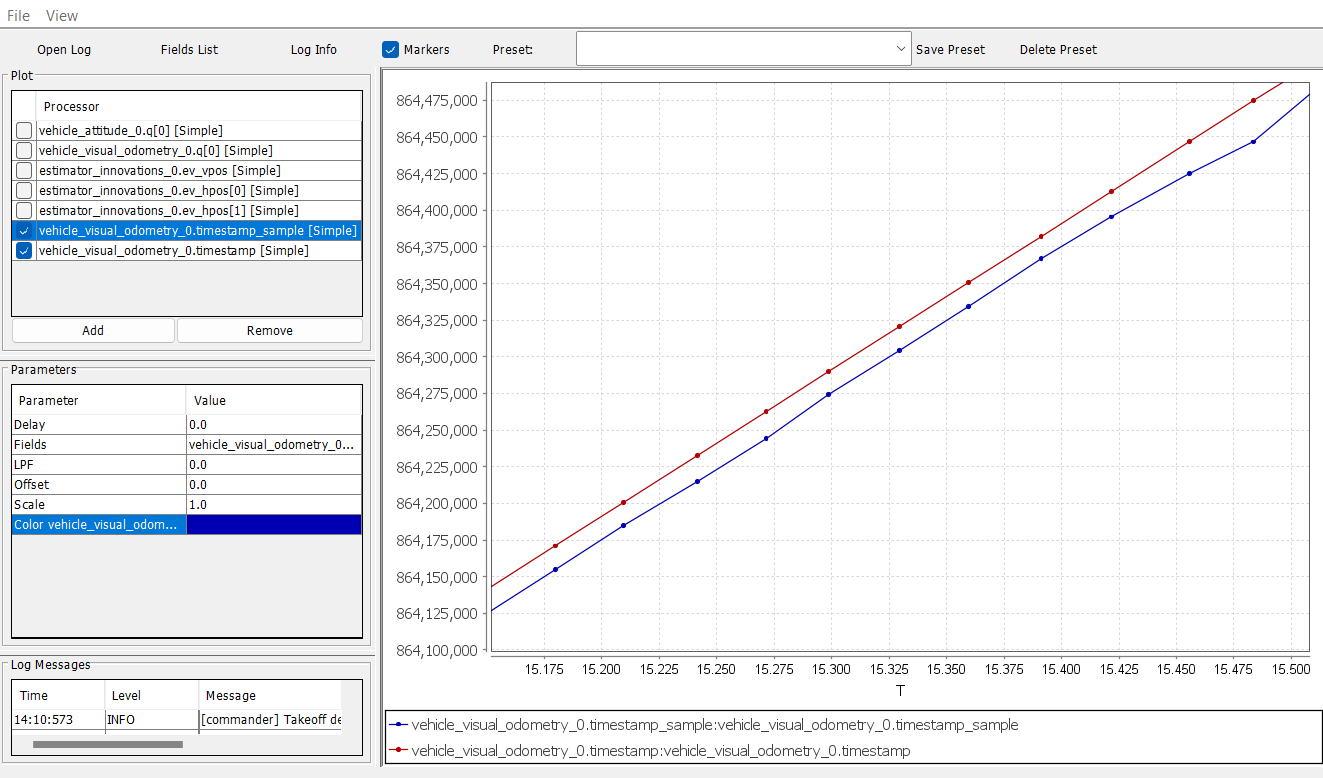 File View
Open Log Fields List Log Info Markers Preset: Save Preset Delete Preset
Plot
Processor
vehicle_attitude_0.q[0] [Simple]
vehicle_visual_odometry_0.q[0] [Simple]
estimator_innovations_0.ev_vpos [Simple]
estimator_innovations_0.ev_hpos[0] [Simple]
estimator_innovations_0.ev_hpos[1] [Simple]
vehicle_visual_odometry_0.timestamp_sample [Simple]
vehicle_visual_odometry_0.timestamp [Simple]
Add Remove
Parameters
Parameter Value
Delay 0.0
Fields vehicle_visual_odometry_0...
LPF 0.0
Offset 0.0
Scale 1.0
Color vehicle_visual_odom...
Log Messages
Time Level Message
14:10:573 INFO [commander] Takeoff de
864,475,000
864,450,000
864,425,000
864,400,000
864,375,000
864,350,000
864,325,000
864,300,000
864,275,000
864,250,000
864,225,000
864,200,000
864,175,000
864,150,000
864,125,000
864,100,000
15.175 15.200 15.225 15.250 15.275 15.300 15.325 15.350 15.375 15.400 15.425 15.450 15.475 15.500
T
vehicle_visual_odometry_0.timestamp_sample:vehicle_visual_odometry_0.timestamp_sample
vehicle_visual_odometry_0.timestamp:vehicle_visual_odometry_0.timestamp